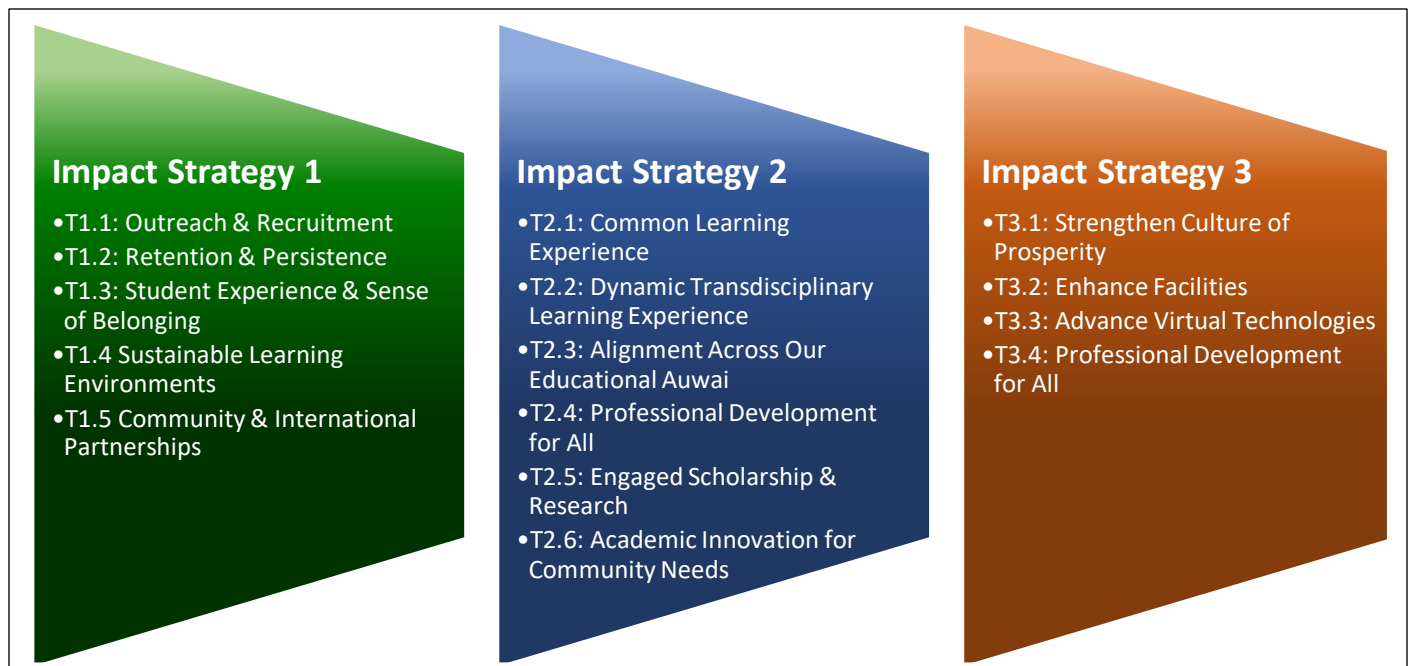 Impact Strategy 1
•T1.1: Outreach & Recruitment
•T1.2: Retention & Persistence
•T1.3: Student Experience & Sense
of Belonging
•T1.4 Sustainable Learning
Environments
•T1.5 Community & International
Partnerships
Impact Strategy 2
•T2.1: Common Learning
Experience
•T2.2: Dynamic Transdisciplinary
Learning Experience
•T2.3: Alignment Across Our
Educational Auwai
•T2.4: Professional Development
for All
•T2.5: Engaged Scholarship &
Research
•T2.6: Academic Innovation for
Community Needs
Impact Strategy 3
•T3.1: Strengthen Culture of
Prosperity
•T3.2: Enhance Facilities
•T3.3: Advance Virtual Technologies
•T3.4: Professional Development
for All